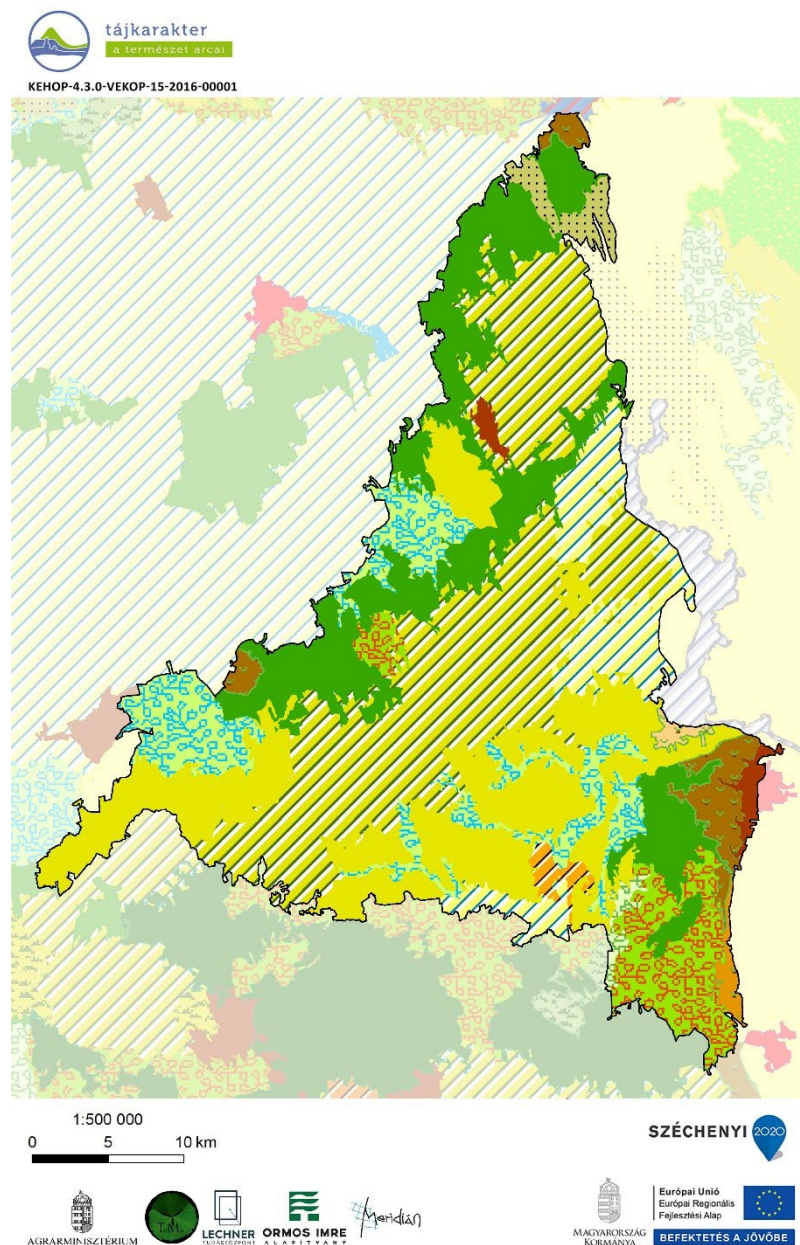 tájkarakter
a természet arcai
KEHOP-4.3.0-VEKOP-15-2016-00001
1:500 000
0 5 10 km
SZÉCHENYI 2020
AGRÁRMINISZTÉRIUM
LECHNER
TUDÁSKÖZPONT
ORMOS IMRE
ALAPÍTVÁNY
Meridián
MAGYARORSZÁG
KORMÁNYA
Európai Unió
Európai Regionális
Fejlesztési Alap
BEFEKTETÉS A JÖVŐBE